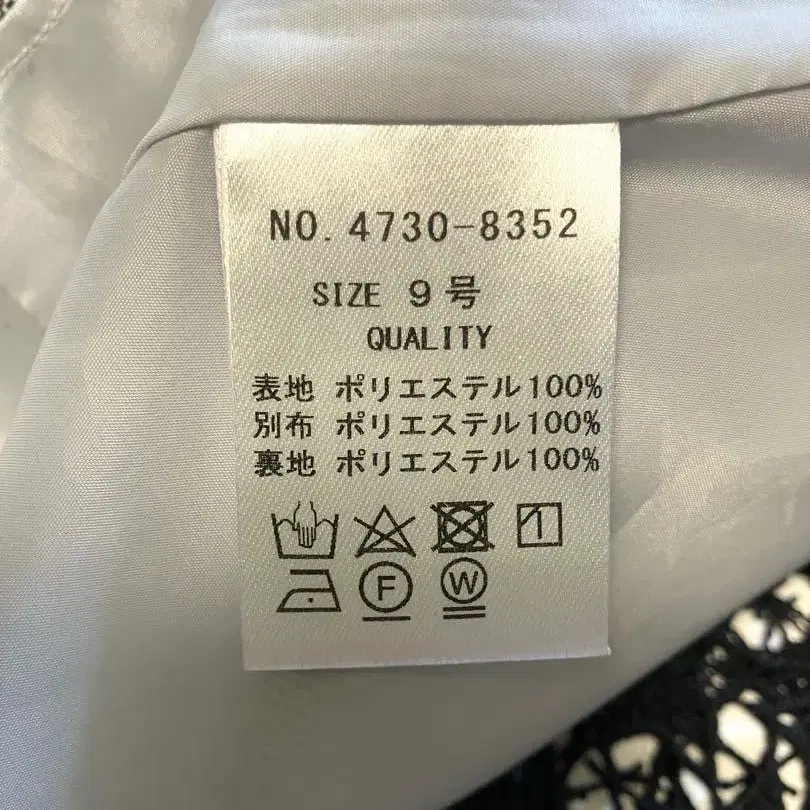 NO. 4730-8352
SIZE 9号
QUALITY
表地 ポリエステル100%
別布 ポリエステル100%
裏地 ポリエステル100%
F W